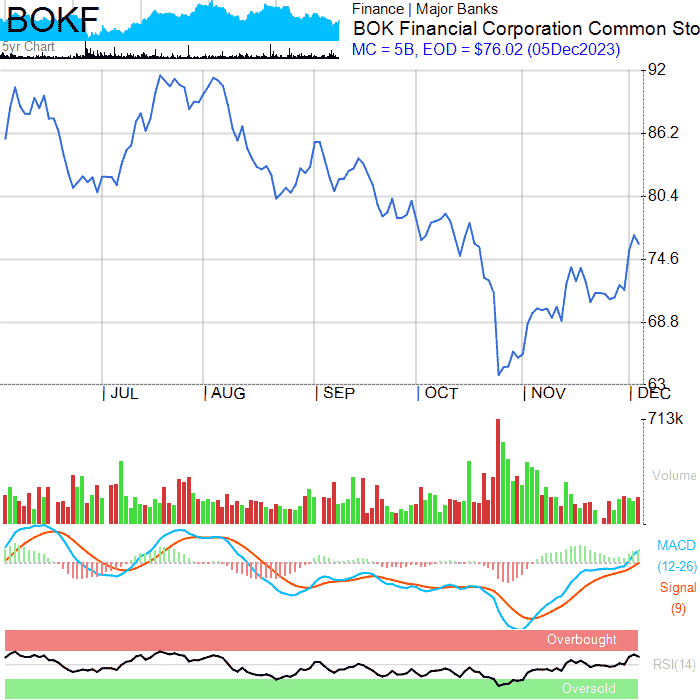 BOKF
5yr Chart
Finance | Major Banks
BOK Financial Corporation Common Sto
MC = 5B, EOD = $76.02 (05Dec2023)
92
86.2
80.4
74.6
68.8
63
| JUL | AUG | SEP | OCT | NOV | DEC
713k
Volume
MACD
(12-26)
Signal
(9)
Overbought
RSI(14)
Oversold